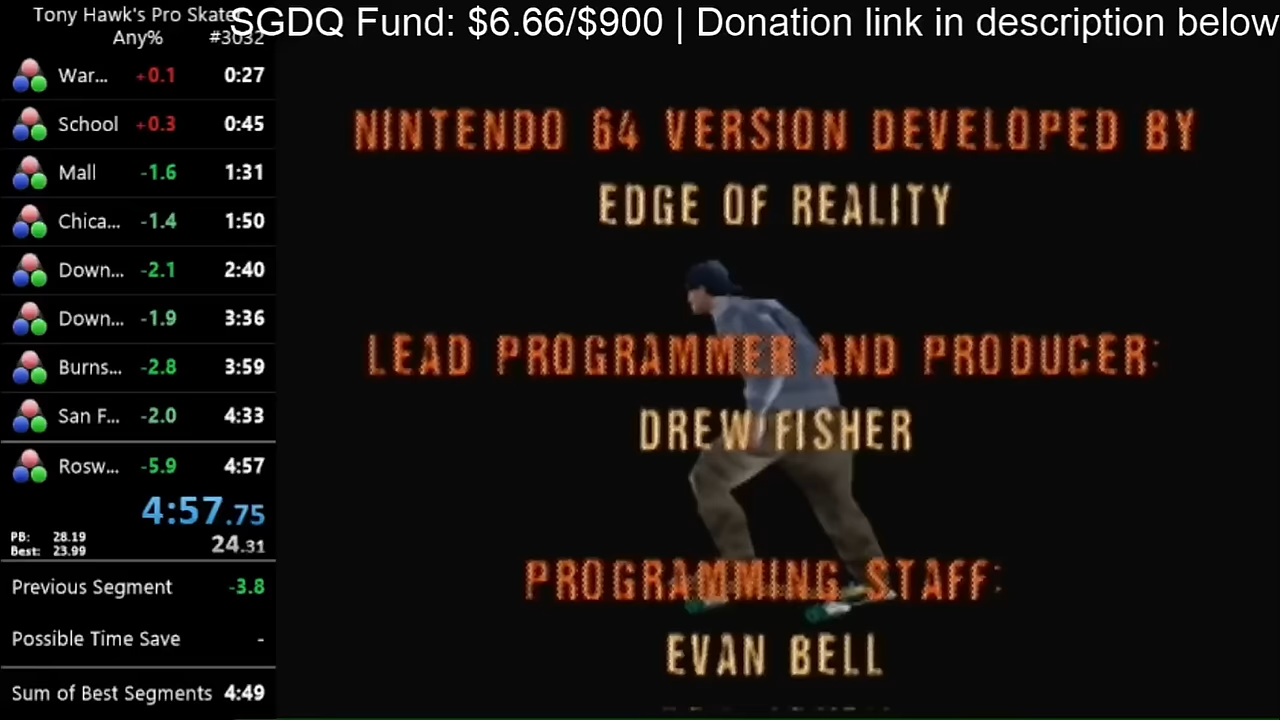 Tony Hawk's Pro Skate
Any% #3032
SGDQ Fund: $6.66/$900 | Donation link in description below
War... +0.1 0:27
School +0.3 0:45
Mall -1.6 1:31
Chica... -1.4 1:50
Down... -2.1 2:40
Down... -1.9 3:36
Burns... -2.8 3:59
San F... -2.0 4:33
Rosw... -5.9 4:57
4:57.75
PB: 28.19
Best: 23.99
24.31
Previous Segment -3.8
Possible Time Save -
Sum of Best Segments 4:49
NINTENDO 64 VERSION DEVELOPED BY
EDGE OF REALITY
LEAD PROGRAMMER AND PRODUCER:
DREW FISHER
PROGRAMMING STAFF:
EVAN BELL